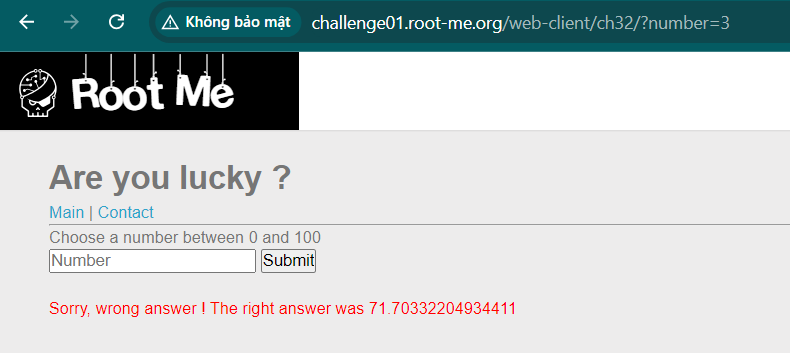 Không bảo mật challenge01.root-me.org/web-client/ch32/?number=3
Root Me
Are you lucky ?
Main | Contact
Choose a number between 0 and 100
Number Submit
Sorry, wrong answer ! The right answer was 71.70332204934411